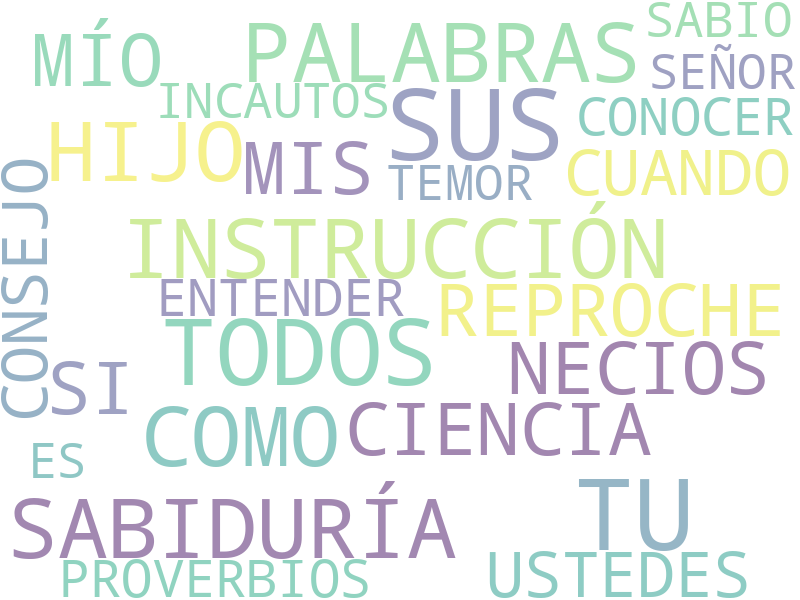 SABIO
MÍO
PALABRAS
SEÑOR
INCAUTOS
SUS
CONOCER
HIJO
MIS
TEMOR
CUANDO
CONSEJO
INSTRUCCIÓN
ENTENDER
REPROCHE
TODOS
NECIOS
SI
COMO
CIENCIA
ES
SABIDURÍA
TU
PROVERBIOS
USTEDES